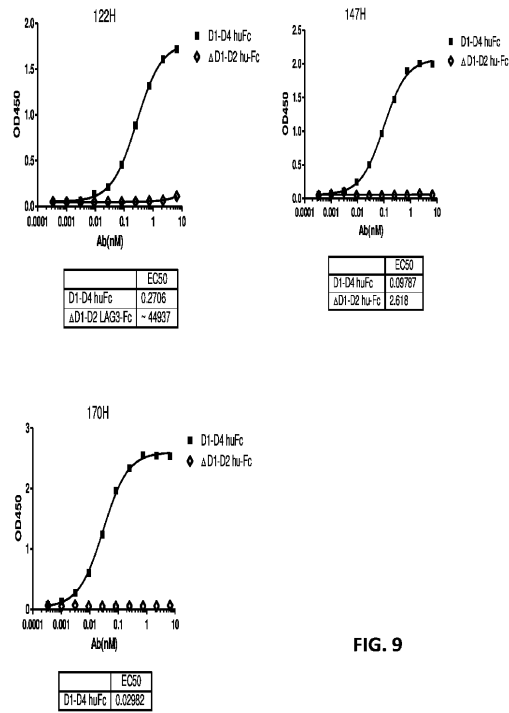 122H
2.0
1.5
1.0
0.5
0.0
OD450
0.0001 0.001 0.01 0.1 1 10
Ab(nM)
D1-D4 huFc
ΔD1-D2 hu-Fc
EC50
D1-D4 huFc 0.2706
ΔD1-D2 LAG3-Fc ~ 44937
147H
2.5
2.0
1.5
1.0
0.5
0.0
OD450
0.0001 0.001 0.01 0.1 1 10
Ab(nM)
D1-D4 huFc
ΔD1-D2 hu-Fc
EC50
D1-D4 huFc 0.09787
ΔD1-D2 hu-Fc 2.618
170H
3
2
1
0
OD450
0.0001 0.001 0.01 0.1 1 10
Ab(nM)
D1-D4 huFc
ΔD1-D2 hu-Fc
EC50
D1-D4 huFc 0.02982
FIG. 9